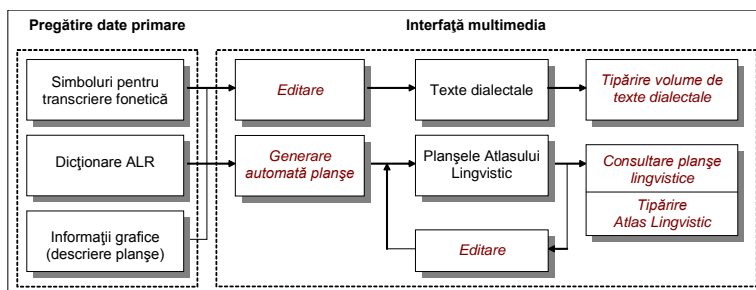 Pregătire date primare
Interfaţă multimedia
Simboluri pentru
transcriere fonetică
Editare
Texte dialectale
Tipărire volume de
texte dialectale
Dicţionare ALR
Generare
automată planşe
Planşele Atlasului
Lingvistic
Consultare planşe
lingvistice
Tipărire
Atlas Lingvistic
Informaţii grafice
(descriere planşe)
Editare